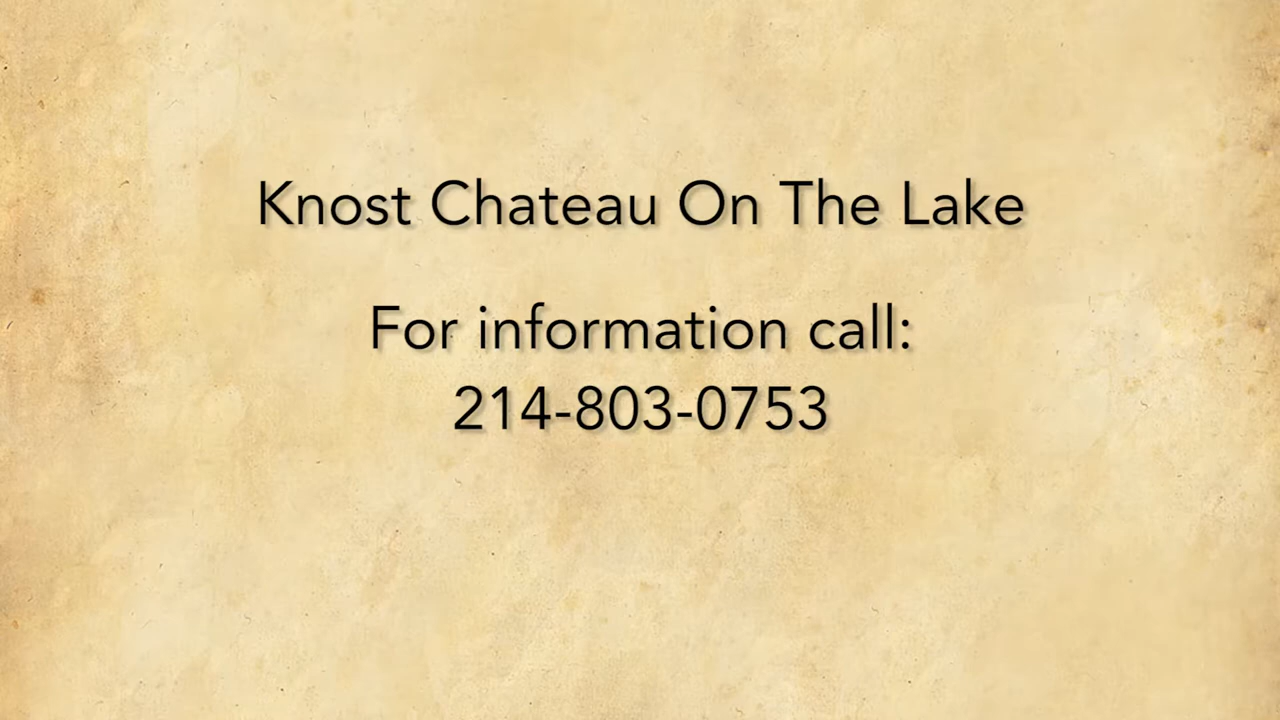 Knost Chateau On The Lake
For information call:
214-803-0753